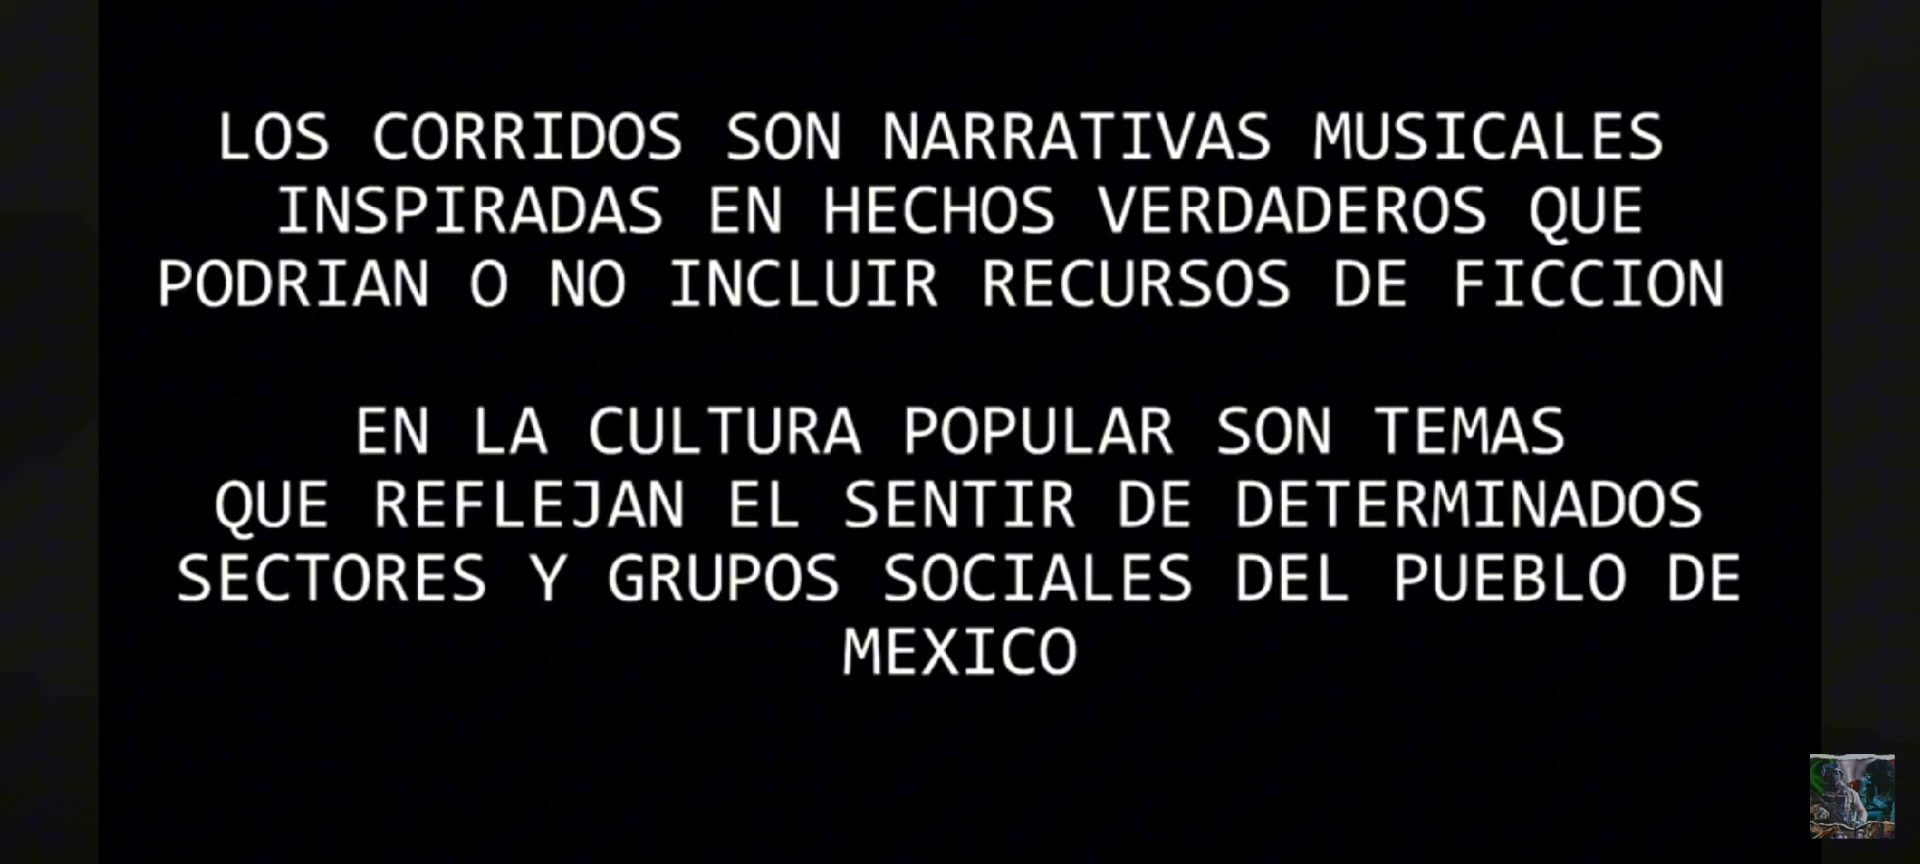 LOS CORRIDOS SON NARRATIVAS MUSICALES
INSPIRADAS EN HECHOS VERDADEROS QUE
PODRIAN O NO INCLUIR RECURSOS DE FICCION
EN LA CULTURA POPULAR SON TEMAS
QUE REFLEJAN EL SENTIR DE DETERMINADOS
SECTORES Y GRUPOS SOCIALES DEL PUEBLO DE
MEXICO